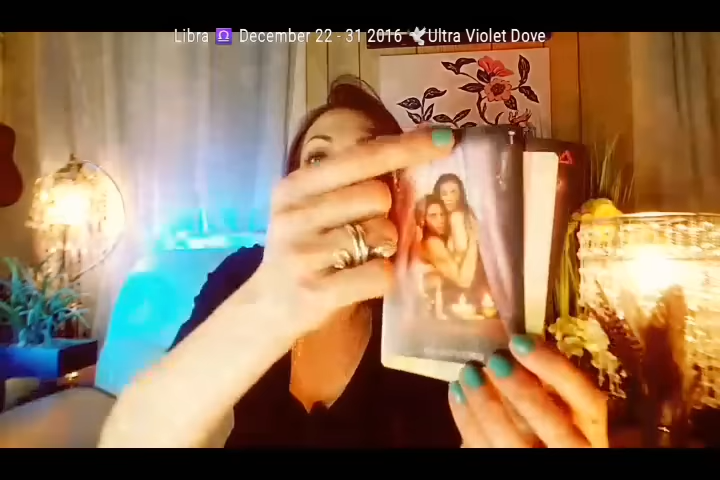 Libra ♎ December 22 - 31 2016 🕊Ultra Violet Dove